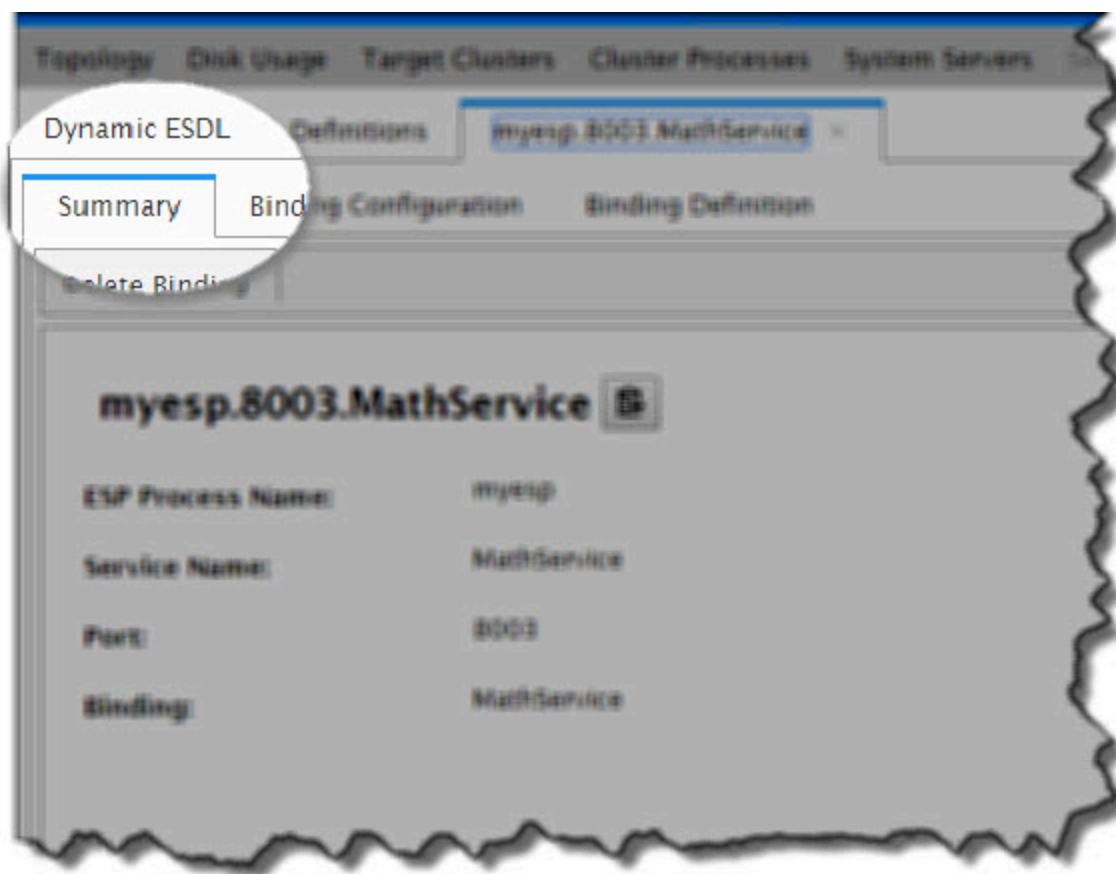 Topology Disk Usage Target Clusters Cluster Processes System Servers
Dynamic ESDL Definitions myesp.8003.MathService ×
Summary Binding Configuration Binding Definition
Delete Binding
myesp.8003.MathService
ESP Process Name: myesp
Service Name: MathService
Port: 8003
Binding: MathService